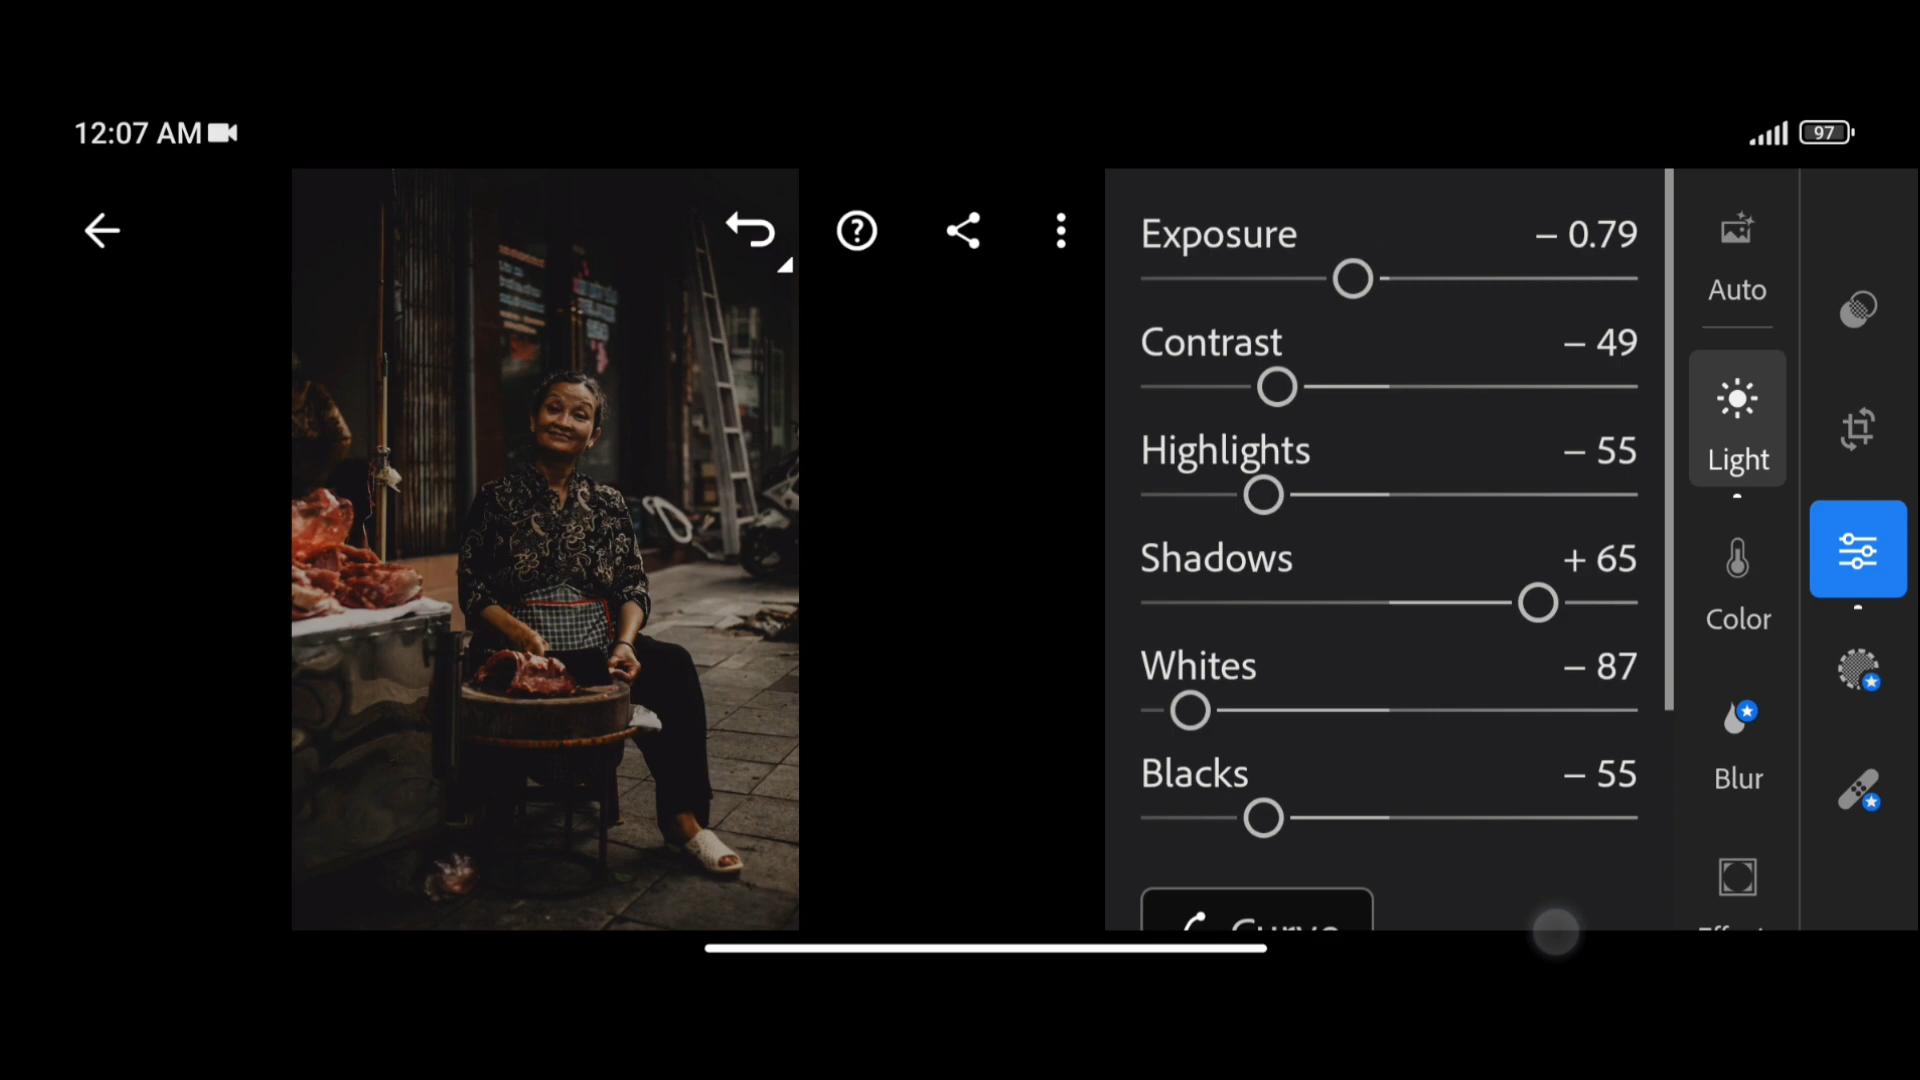 12:07 AM
97
Exposure
– 0.79
Contrast
– 49
Highlights
– 55
Shadows
+ 65
Whites
– 87
Blacks
– 55
Curve
Auto
Light
Color
Blur